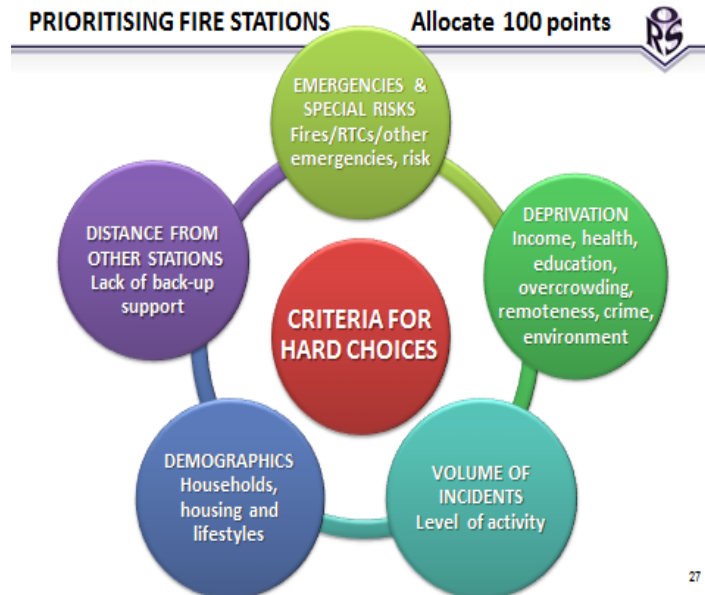 PRIORITISING FIRE STATIONS Allocate 100 points
ORS
EMERGENCIES &
SPECIAL RISKS
Fires/RTCs/other
emergencies, risk
DEPRIVATION
Income, health,
education,
overcrowding,
remoteness, crime,
environment
VOLUME OF
INCIDENTS
Level of activity
DEMOGRAPHICS
Households,
housing and
lifestyles
DISTANCE FROM
OTHER STATIONS
Lack of back-up
support
CRITERIA FOR
HARD CHOICES
27